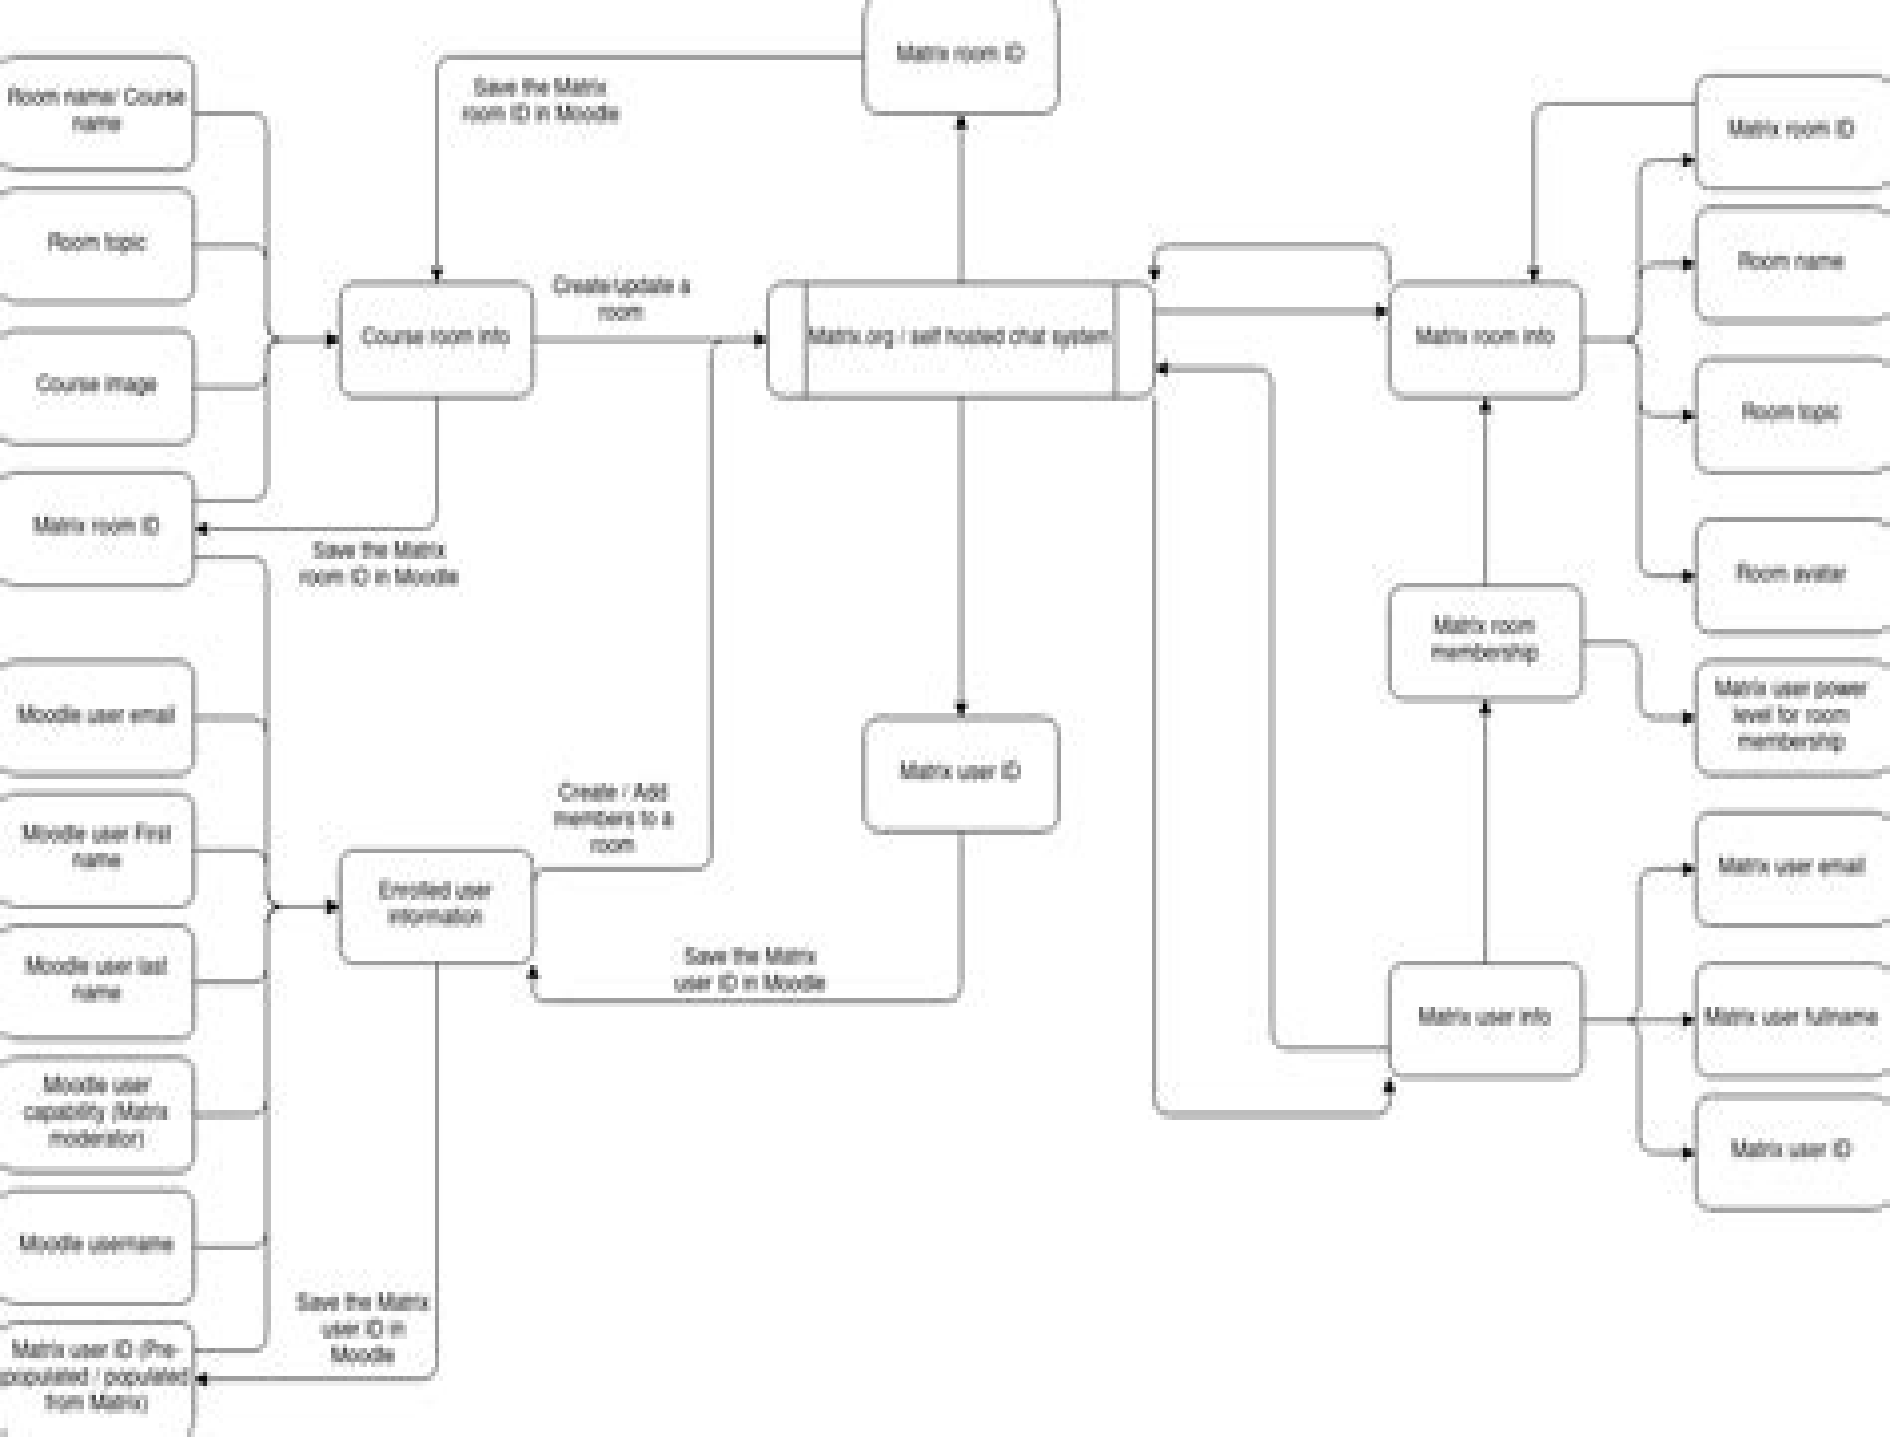 Matrix room ID
Save the Matrix
room ID in Moodle
Room name/ Course
name
Room topic
Course image
Matrix room ID
Course room info
Create/update a
room
Matrix.org / self hosted chat system
Save the Matrix
room ID in Moodle
Moodle user email
Moodle user First
name
Moodle user last
name
Moodle user
capability (Matrix
moderator)
Moodle username
Matrix user ID (Pre-
populated / populated
from Matrix)
Enrolled user
information
Create / Add
members to a
room
Matrix user ID
Save the Matrix
user ID in Moodle
Save the Matrix
user ID in
Moodle
Matrix room info
Matrix room
membership
Matrix user info
Matrix room ID
Room name
Room topic
Room avatar
Matrix user power
level for room
membership
Matrix user email
Matrix user fullname
Matrix user ID